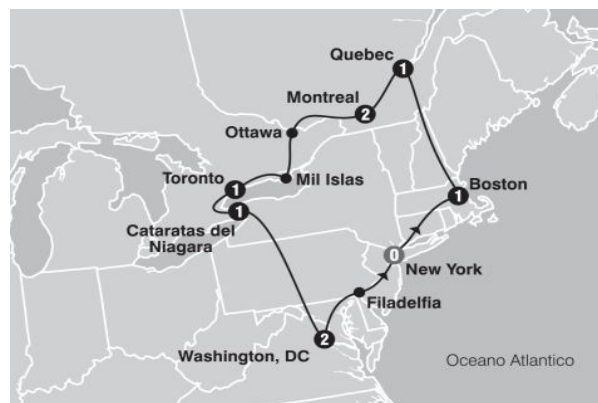 Quebec
1
Montreal
2
Ottawa
Toronto
1
Mil Islas
1
Cataratas del
Niagara
Boston
1
0
New York
Filadelfia
2
Washington, DC
Oceano Atlantico